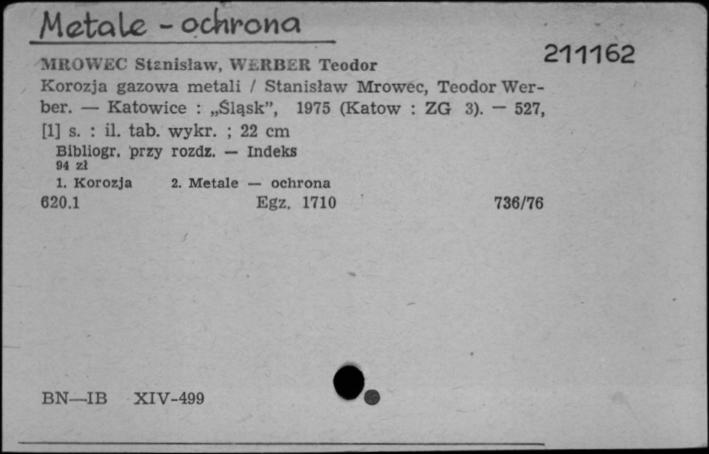 Metale - ochrona
211162
MROWEC Stanisław, WERBER Teodor
Korozja gazowa metali / Stanisław Mrowec, Teodor Wer-
ber. — Katowice : „Śląsk”, 1975 (Katow : ZG 3). — 527,
[1] s. : il. tab. wykr. ; 22 cm
Bibliogr. przy rozdz. — Indeks
94 zł
1. Korozja 2. Metale — ochrona
620.1 Egz. 1710 736/76
BN—IB XIV-499